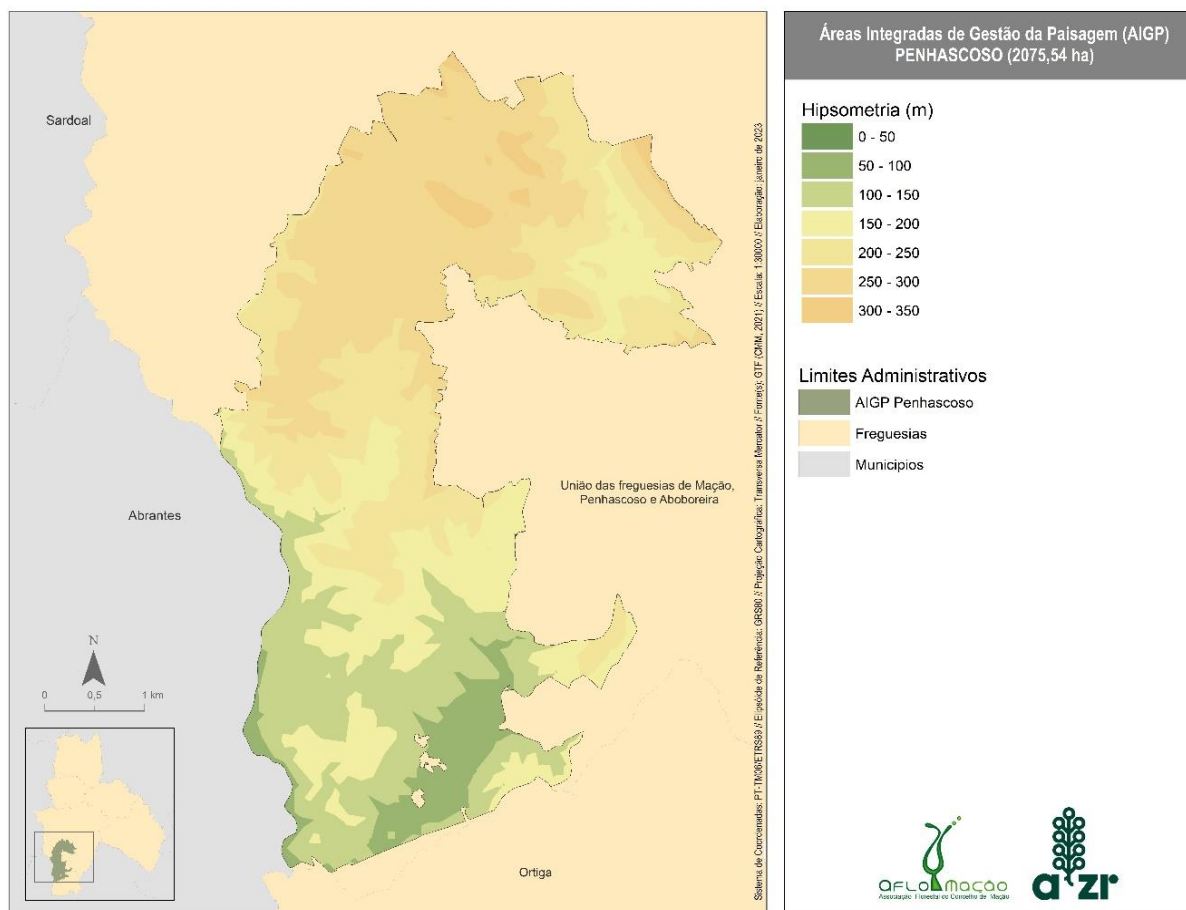 Sardoal
Abrantes
União das freguesias de Mação,
Penhascoso e Aboboreira
Ortiga
N
0 0,5 1 km
Sistema de Coordenadas: PT-TM06/ETRS89 // Elipsóide de Referência: GRS80 // Projeção Cartográfica: Transversa Mercator // Fonte(s): GTF (CMM, 2021) // Escala: 1:30000 // Elaboração: janeiro de 2023
Áreas Integradas de Gestão da Paisagem (AIGP)
PENHASCOSO (2075,54 ha)
Hipsometria (m)
0 - 50
50 - 100
100 - 150
150 - 200
200 - 250
250 - 300
300 - 350
Limites Administrativos
AIGP Penhascoso
Freguesias
Municipios
aflomação
Associação Florestal do Concelho de Mação
a zr